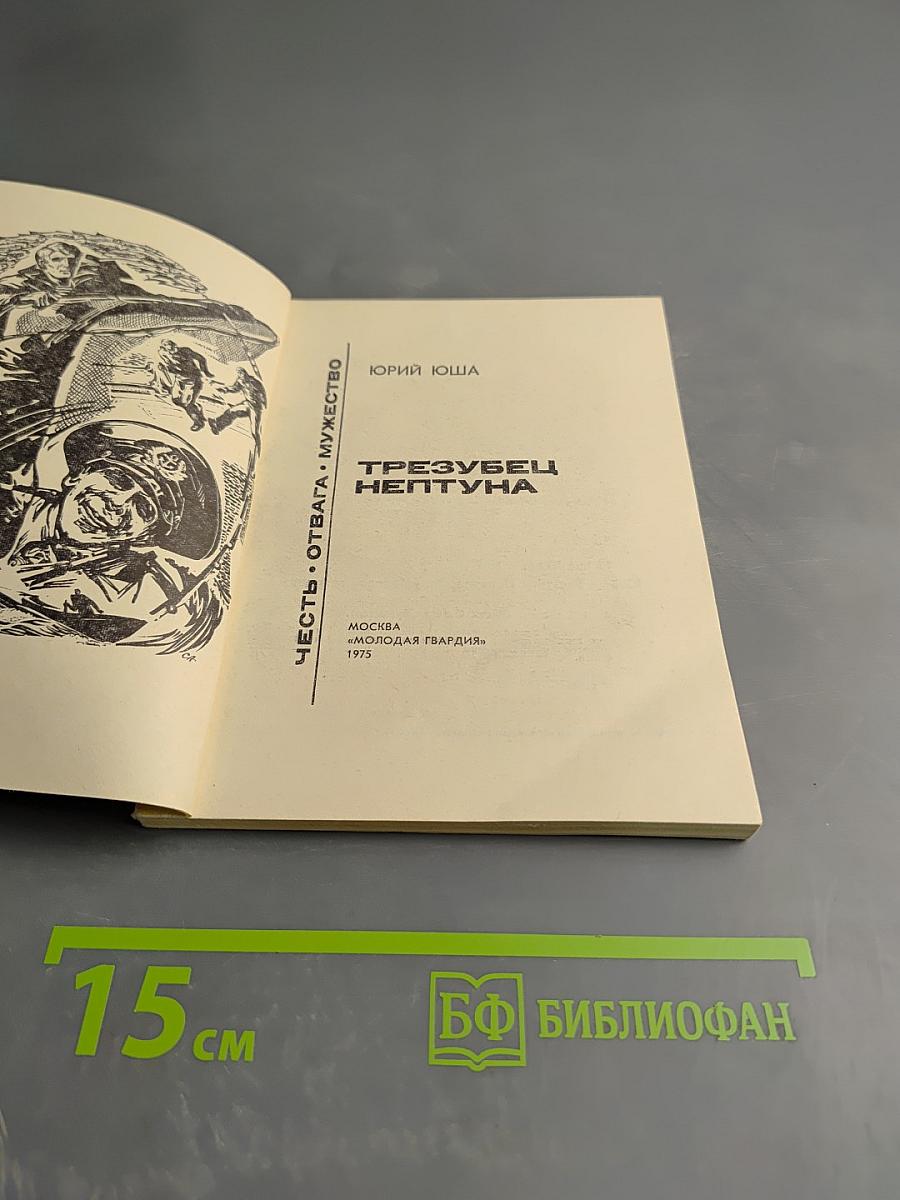 ЧЕСТЬ • ОТВАГА • МУЖЕСТВО
ЮРИЙ ЮША
ТРЕЗУБЕЦ
НЕПТУНА
МОСКВА
«МОЛОДАЯ ГВАРДИЯ»
1975
15 см
БФ БИБЛИОФАН